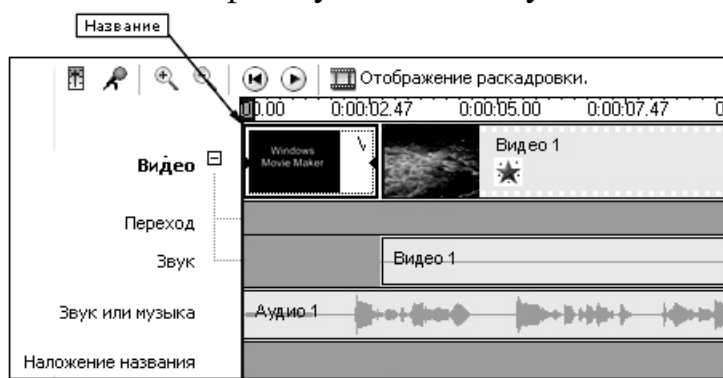 Название
Отображение раскадровки.
0:00:02.47 0:00:05.00 0:00:07.47
Windows
Movie Maker
Видео
Видео 1
Переход
Звук
Видео 1
Звук или музыка
Аудио 1
Наложение названия